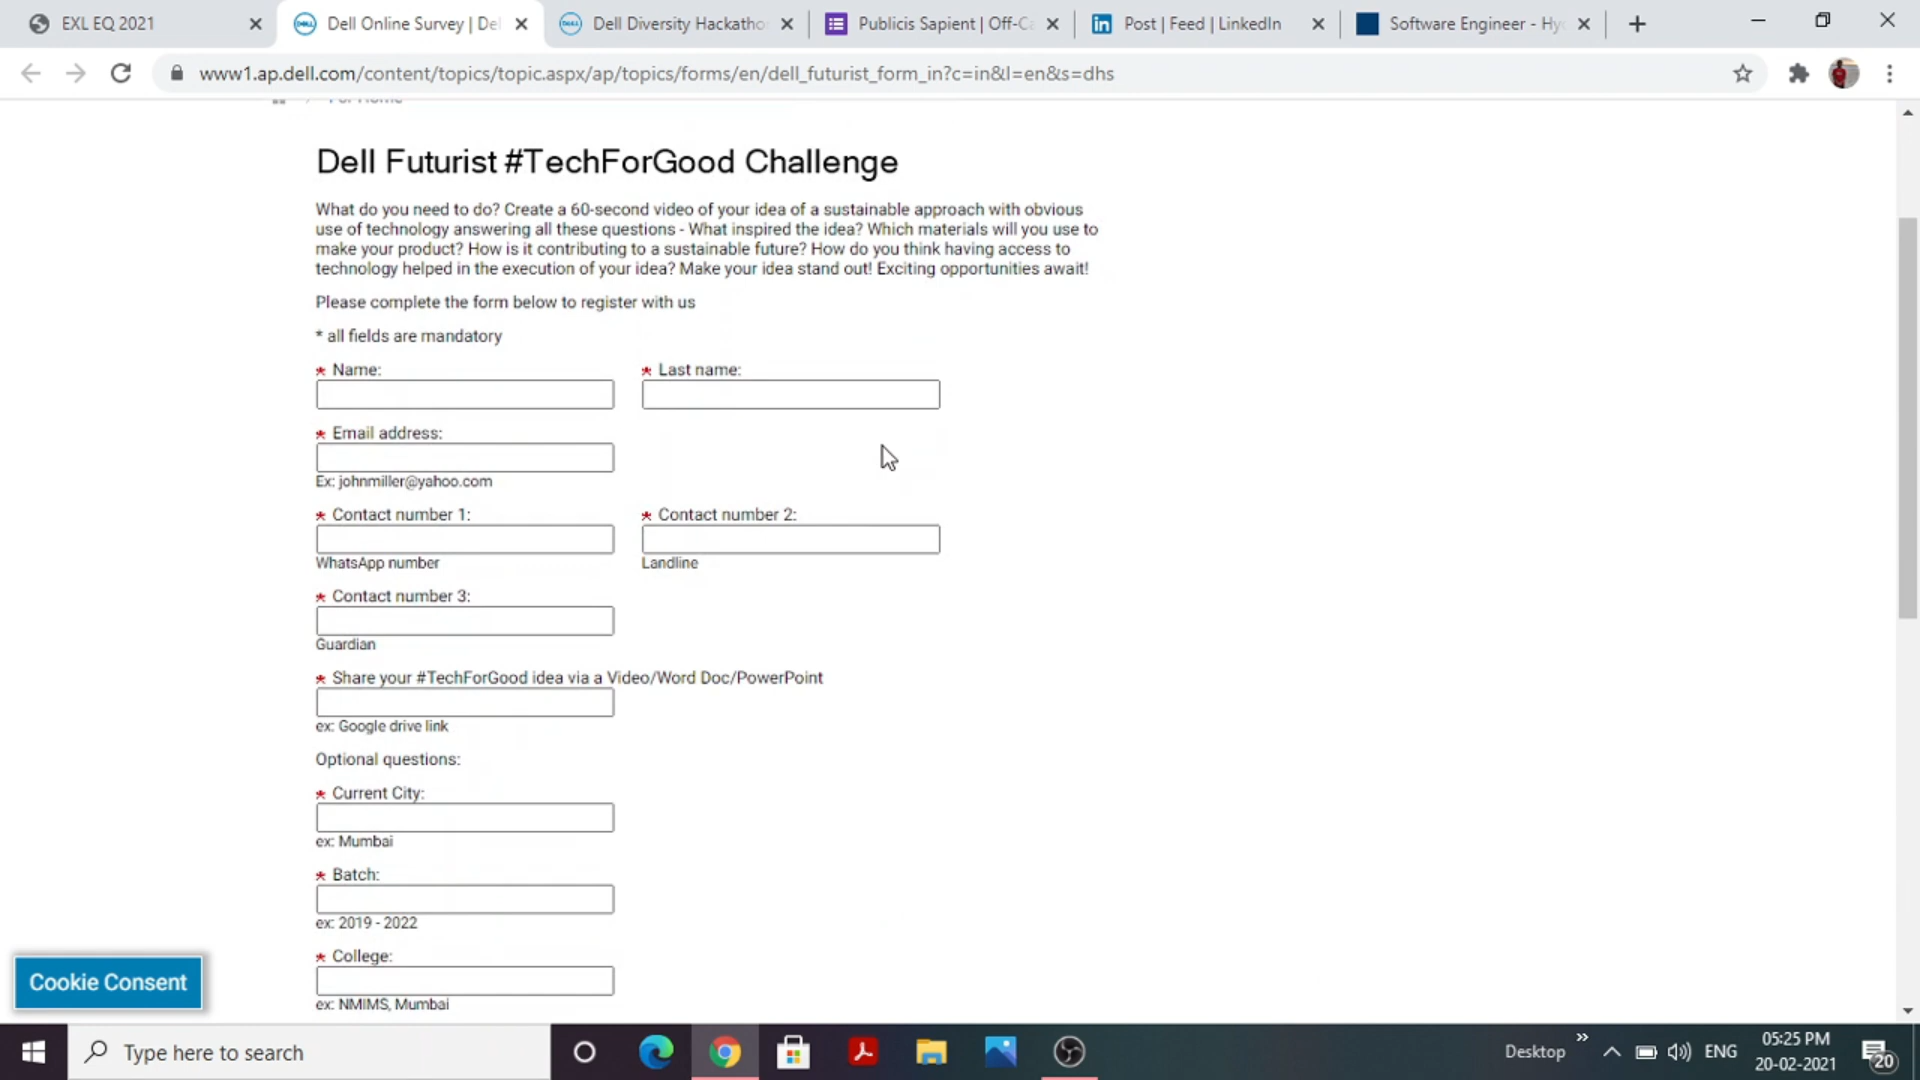 EXL EQ 2021
Dell Online Survey | Del
Dell Diversity Hackatho
Publicis Sapient | Off-Ca
Post | Feed | LinkedIn
Software Engineer - Hyd
www1.ap.dell.com/content/topics/topic.aspx/ap/topics/forms/en/dell_futurist_form_in?c=in&l=en&s=dhs
Dell Futurist #TechForGood Challenge
What do you need to do? Create a 60-second video of your idea of a sustainable approach with obvious
use of technology answering all these questions - What inspired the idea? Which materials will you use to
make your product? How is it contributing to a sustainable future? How do you think having access to
technology helped in the execution of your idea? Make your idea stand out! Exciting opportunities await!
Please complete the form below to register with us
* all fields are mandatory
* Name:
* Last name:
* Email address:
Ex: johnmiller@yahoo.com
* Contact number 1:
* Contact number 2:
WhatsApp number
Landline
* Contact number 3:
Guardian
* Share your #TechForGood idea via a Video/Word Doc/PowerPoint
ex: Google drive link
Optional questions:
* Current City:
ex: Mumbai
* Batch:
ex: 2019 - 2022
* College:
ex: NMIMS, Mumbai
Cookie Consent
Type here to search
Desktop
ENG
05:25 PM
20-02-2021
20